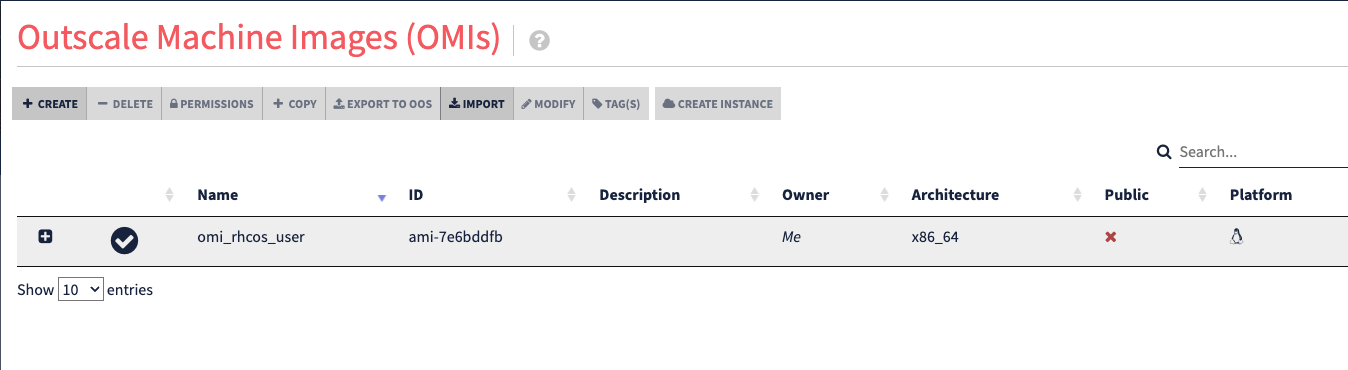 Outscale Machine Images (OMIs) ?
CREATE DELETE PERMISSIONS COPY EXPORT TO OOS IMPORT MODIFY TAG(S) CREATE INSTANCE
Search...
Name ID Description Owner Architecture Public Platform
omi_rhcos_user ami-7e6bddfb Me x86_64
Show 10 entries